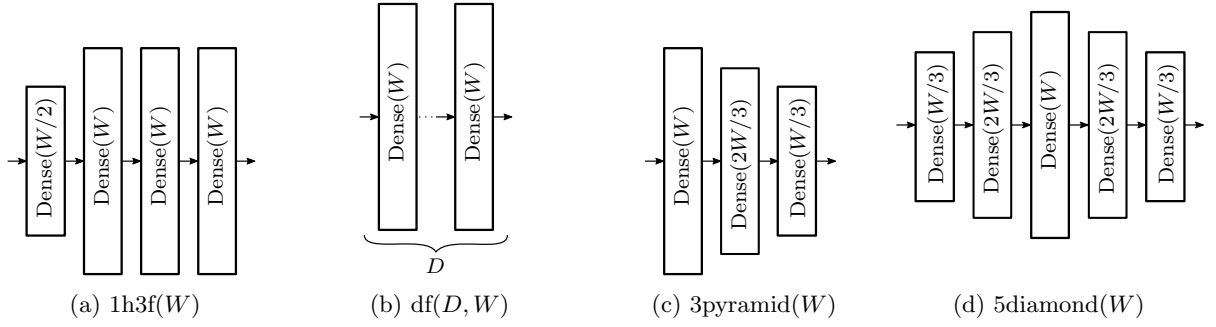 Dense(W/2)
Dense(W)
Dense(W)
Dense(W)
(a) 1h3f(W)
Dense(W)
Dense(W)
D
(b) df(D, W)
Dense(W)
Dense(2W/3)
Dense(W/3)
(c) 3pyramid(W)
Dense(W/3)
Dense(2W/3)
Dense(W)
Dense(2W/3)
Dense(W/3)
(d) 5diamond(W)